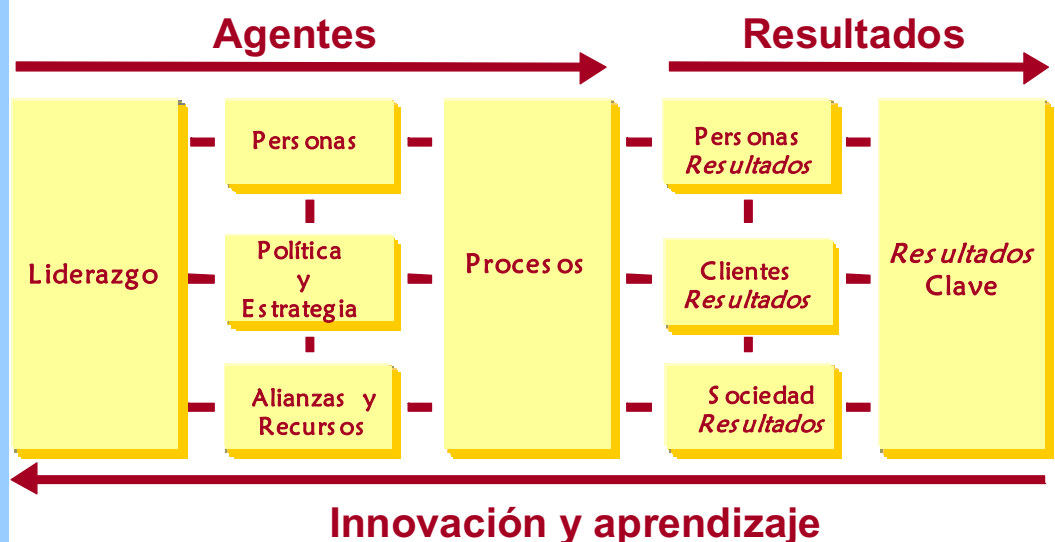 Agentes
Resultados
Liderazgo
Personas
Política
y
Estrategia
Alianzas y
Recursos
Procesos
Personas
Resultados
Clientes
Resultados
Sociedad
Resultados
Resultados
Clave
Innovación y aprendizaje